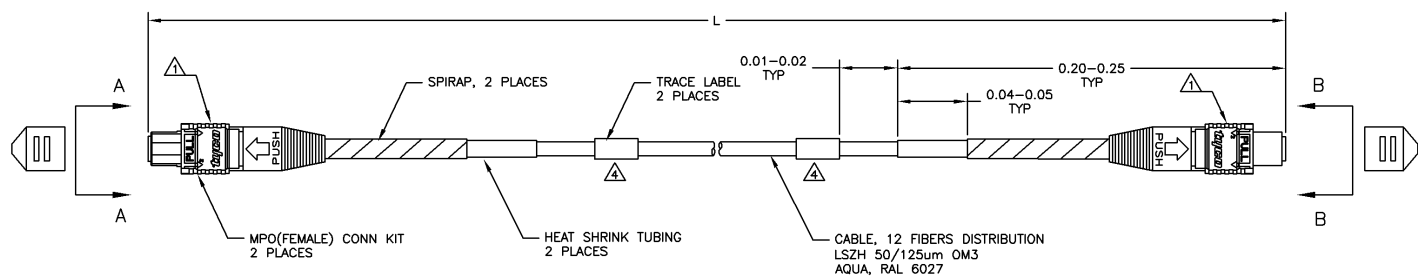 L
A
1
SPIRAP, 2 PLACES
TRACE LABEL
2 PLACES
0.01-0.02
TYP
0.20-0.25
TYP
0.04-0.05
TYP
1
B
PULL
tyco
PUSH
PUSH
tyco
PULL
4
4
A
B
MPO(FEMALE) CONN KIT
2 PLACES
HEAT SHRINK TUBING
2 PLACES
CABLE, 12 FIBERS DISTRIBUTION
LSZH 50/125um OM3
AQUA, RAL 6027